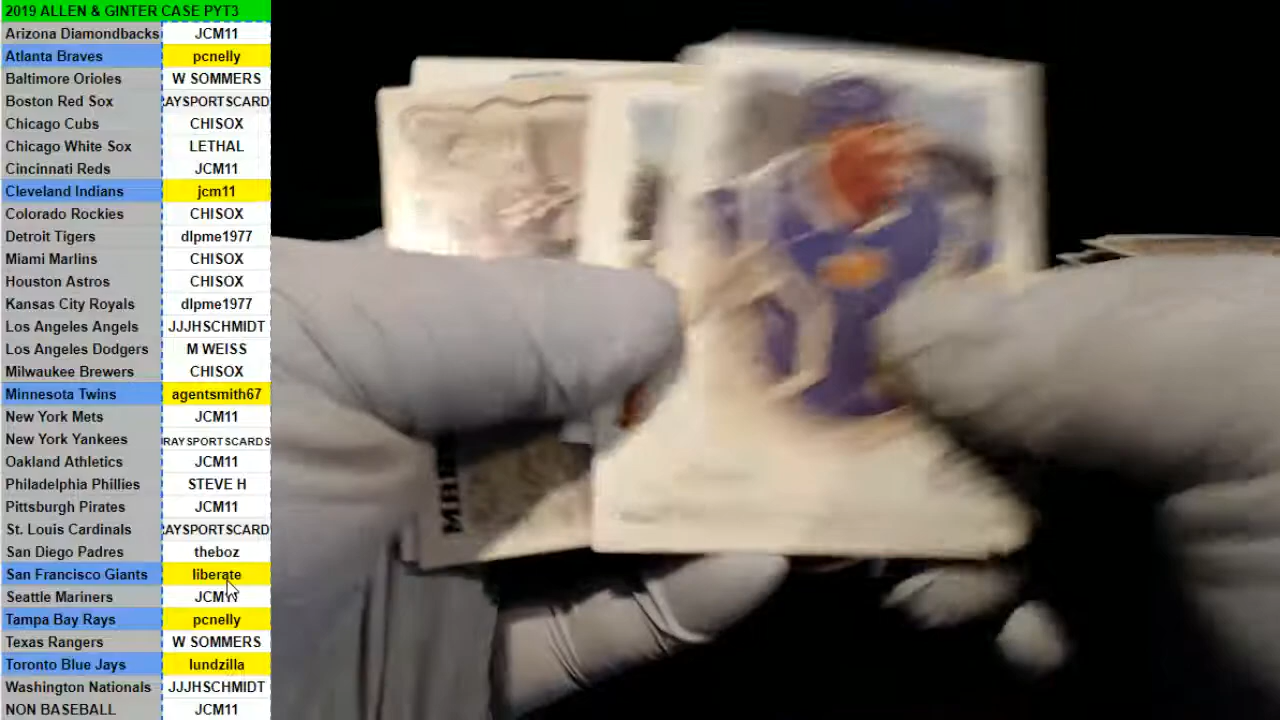 2019 ALLEN & GINTER CASE PYT3
Arizona Diamondbacks JCM11
Atlanta Braves pcnelly
Baltimore Orioles W SOMMERS
Boston Red Sox RAYSPORTSCARD
Chicago Cubs CHISOX
Chicago White Sox LETHAL
Cincinnati Reds JCM11
Cleveland Indians jcm11
Colorado Rockies CHISOX
Detroit Tigers dlpme1977
Miami Marlins CHISOX
Houston Astros CHISOX
Kansas City Royals dlpme1977
Los Angeles Angels JJJHSCHMIDT
Los Angeles Dodgers M WEISS
Milwaukee Brewers CHISOX
Minnesota Twins agentsmith67
New York Mets JCM11
New York Yankees RAYSPORTSCARDS
Oakland Athletics JCM11
Philadelphia Phillies STEVE H
Pittsburgh Pirates JCM11
St. Louis Cardinals RAYSPORTSCARD
San Diego Padres theboz
San Francisco Giants liberate
Seattle Mariners JCM11
Tampa Bay Rays pcnelly
Texas Rangers W SOMMERS
Toronto Blue Jays lundzilla
Washington Nationals JJJHSCHMIDT
NON BASEBALL JCM11